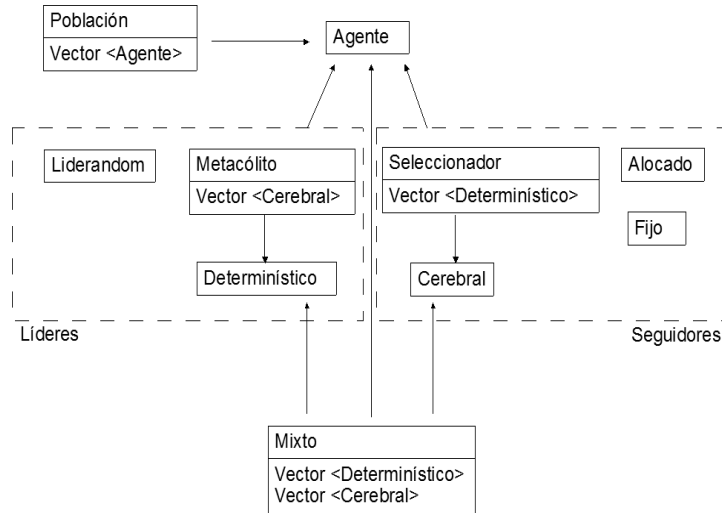 Población
Vector <Agente>
Agente
Liderandom
Metacólito
Vector <Cerebral>
Determinístico
Líderes
Seleccionador
Vector <Determinístico>
Alocado
Fijo
Cerebral
Seguidores
Mixto
Vector <Determinístico>
Vector <Cerebral>